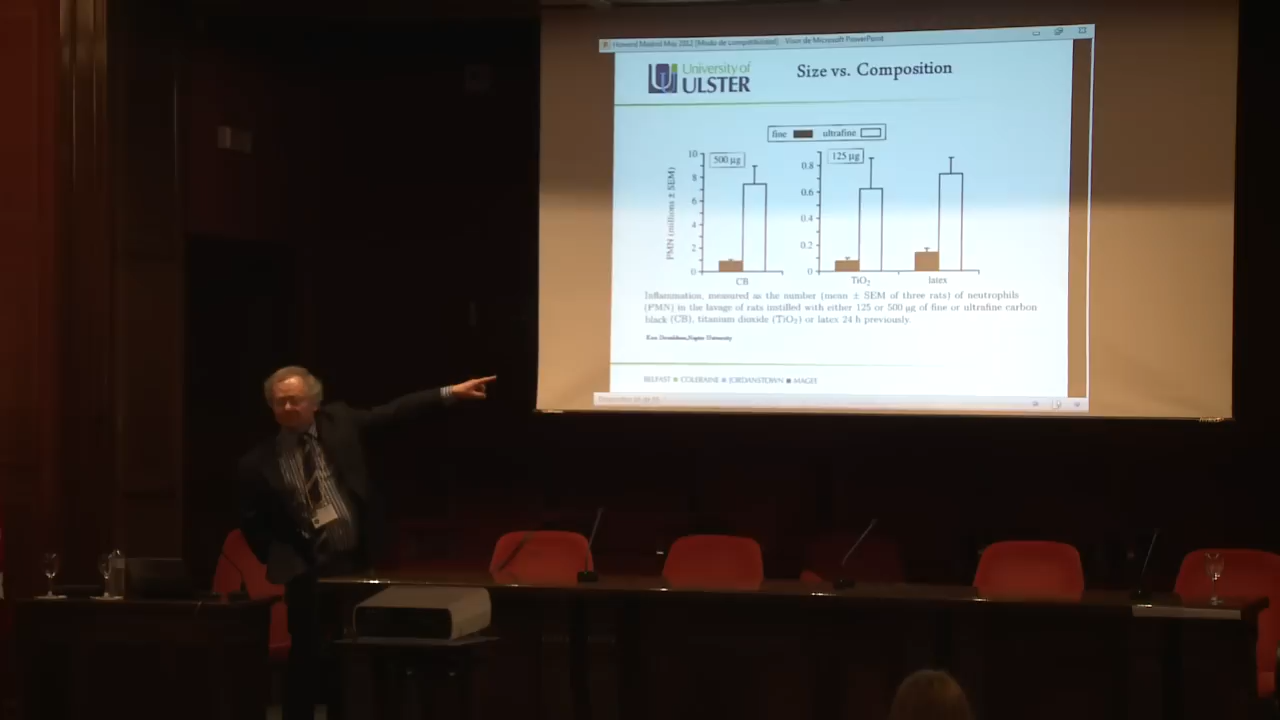 Howard Madrid May 2012 [Modo de compatibilidad] - Visor de Microsoft PowerPoint
University of
ULSTER
Size vs. Composition
fine ultrafine
500 µg
125 µg
PMN (millions ± SEM)
10
8
6
4
2
0
0.8
0.6
0.4
0.2
0
CB
TiO2
latex
Inflammation, measured as the number (mean ± SEM of three rats) of neutrophils
(PMN) in the lavage of rats instilled with either 125 or 500 µg of fine or ultrafine carbon
black (CB), titanium dioxide (TiO2) or latex 24 h previously.
Ken Donaldson, Napier University
BELFAST COLERAINE JORDANSTOWN MAGEE